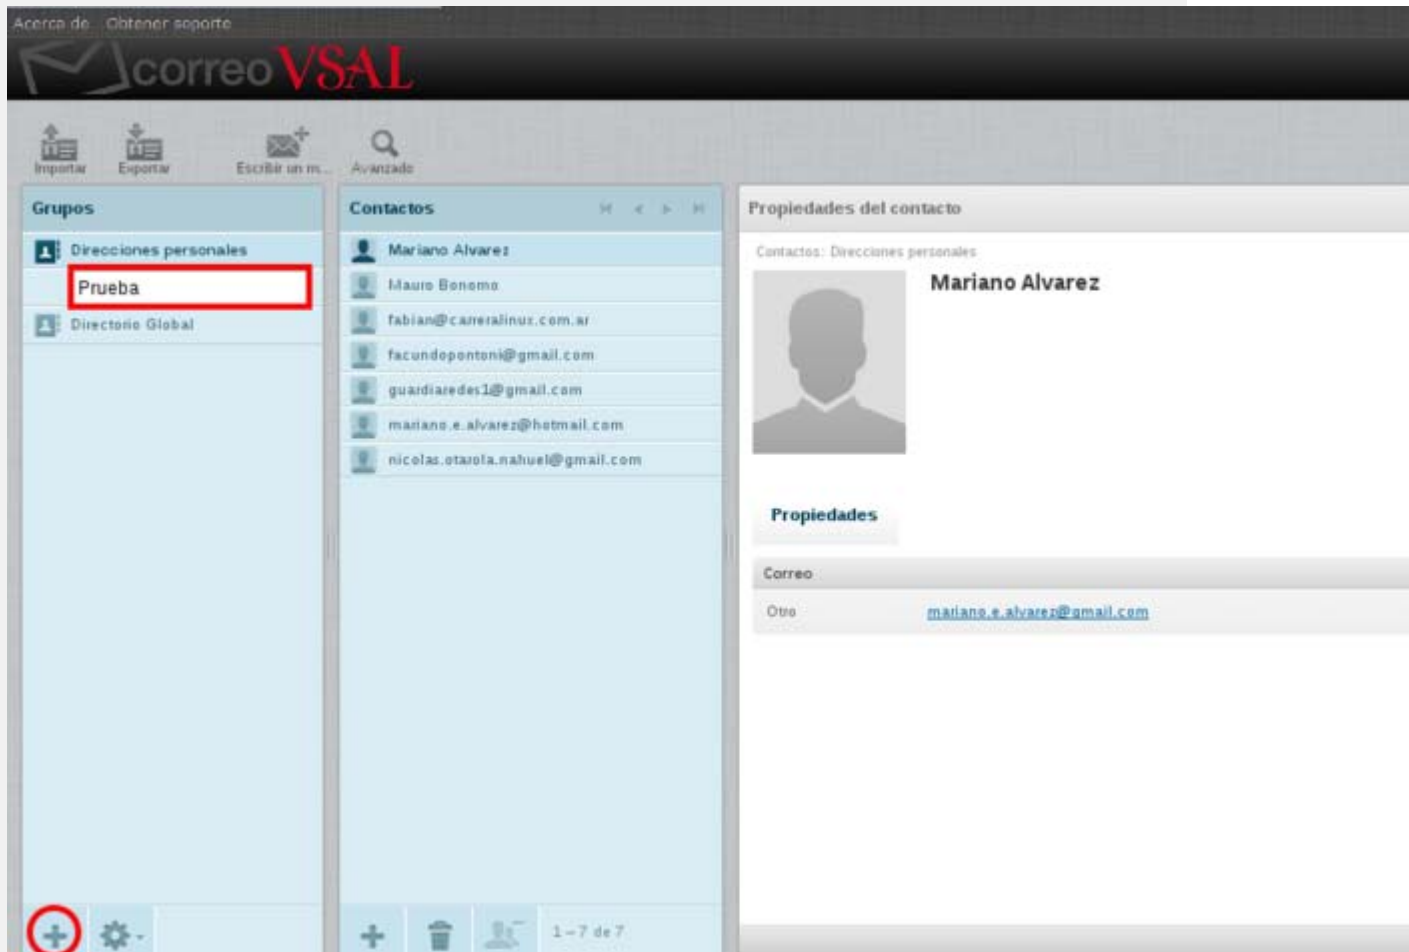 Acerca de Obtener soporte
correo VSAL
Importar Exportar Escribir un m... Avanzado
Grupos
Direcciones personales
Prueba
Directorio Global
Contactos
Mariano Alvarez
Mauro Bonomo
fabian@carreralinux.com.ar
facundopontoni@gmail.com
guardiaredes1@gmail.com
mariano.e.alvarez@hotmail.com
nicolas.otarola.nahuel@gmail.com
1 – 7 de 7
Propiedades del contacto
Contactos: Direcciones personales
Mariano Alvarez
Propiedades
Correo
Otro mariano.e.alvarez@gmail.com